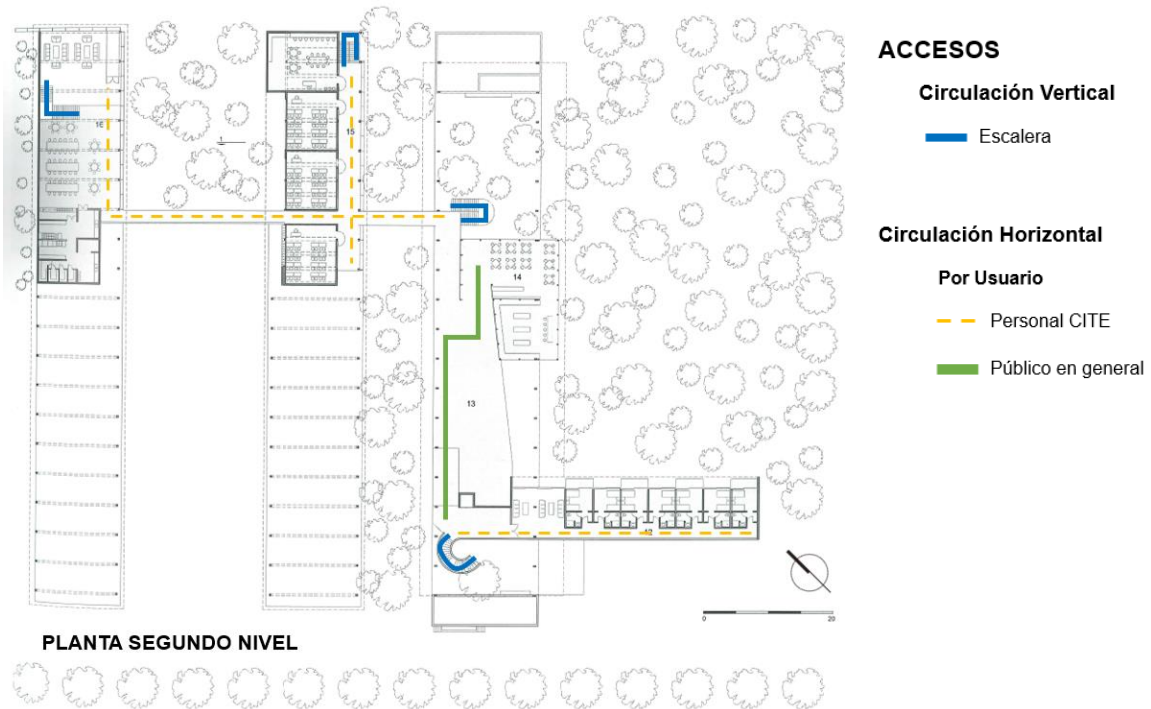 ACCESOS
Circulación Vertical
Escalera
Circulación Horizontal
Por Usuario
Personal CITE
Público en general
16
1
15
14
13
12
0
20
PLANTA SEGUNDO NIVEL